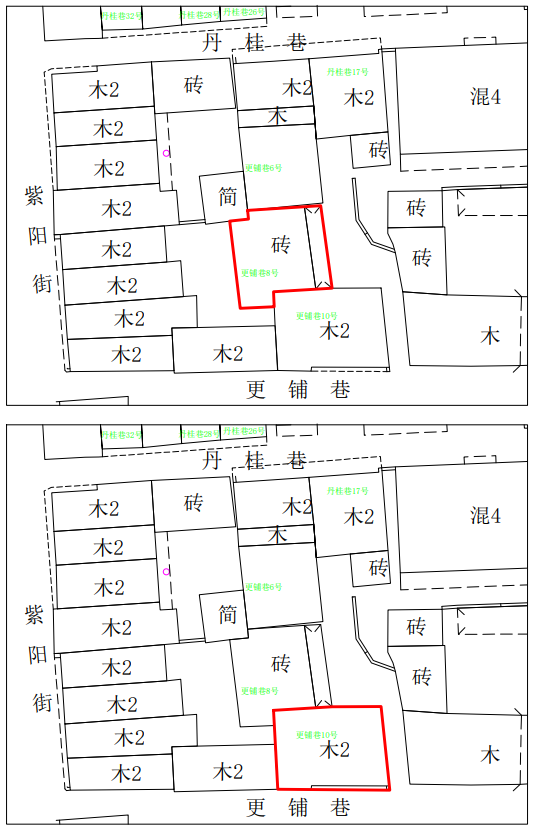 丹桂巷32号 丹桂巷28号 丹桂巷26号
丹桂巷
丹桂巷17号
木2 砖 木2 木2 混4
木2 木
木2 砖
更铺巷6号
紫阳街
木2 简 砖
木2 砖 砖
更铺巷8号
木2
木2 更铺巷10号
木2 木2 木2 木
更铺巷
丹桂巷32号 丹桂巷28号 丹桂巷26号
丹桂巷
丹桂巷17号
木2 砖 木2 木2 混4
木2 木
木2 砖
更铺巷6号
紫阳街
木2 简 砖
木2 砖 砖
更铺巷8号
木2
木2 更铺巷10号
木2 木2 木2 木
更铺巷